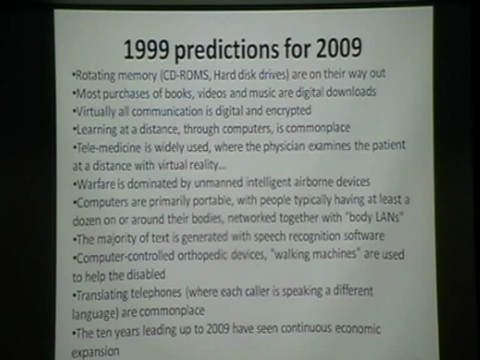 1999 predictions for 2009
•Rotating memory (CD-ROMS, Hard disk drives) are on their way out
•Most purchases of books, videos and music are digital downloads
•Virtually all communication is digital and encrypted
•Learning at a distance, through computers, is commonplace
•Tele-medicine is widely used, where the physician examines the patient
at a distance with virtual reality...
•Warfare is dominated by unmanned intelligent airborne devices
•Computers are primarily portable, with people typically having at least a
dozen on or around their bodies, networked together with "body LANs"
•The majority of text is generated with speech recognition software
•Computer-controlled orthopedic devices, "walking machines" are used
to help the disabled
•Translating telephones (where each caller is speaking a different
language) are commonplace
•The ten years leading up to 2009 have seen continuous economic
expansion